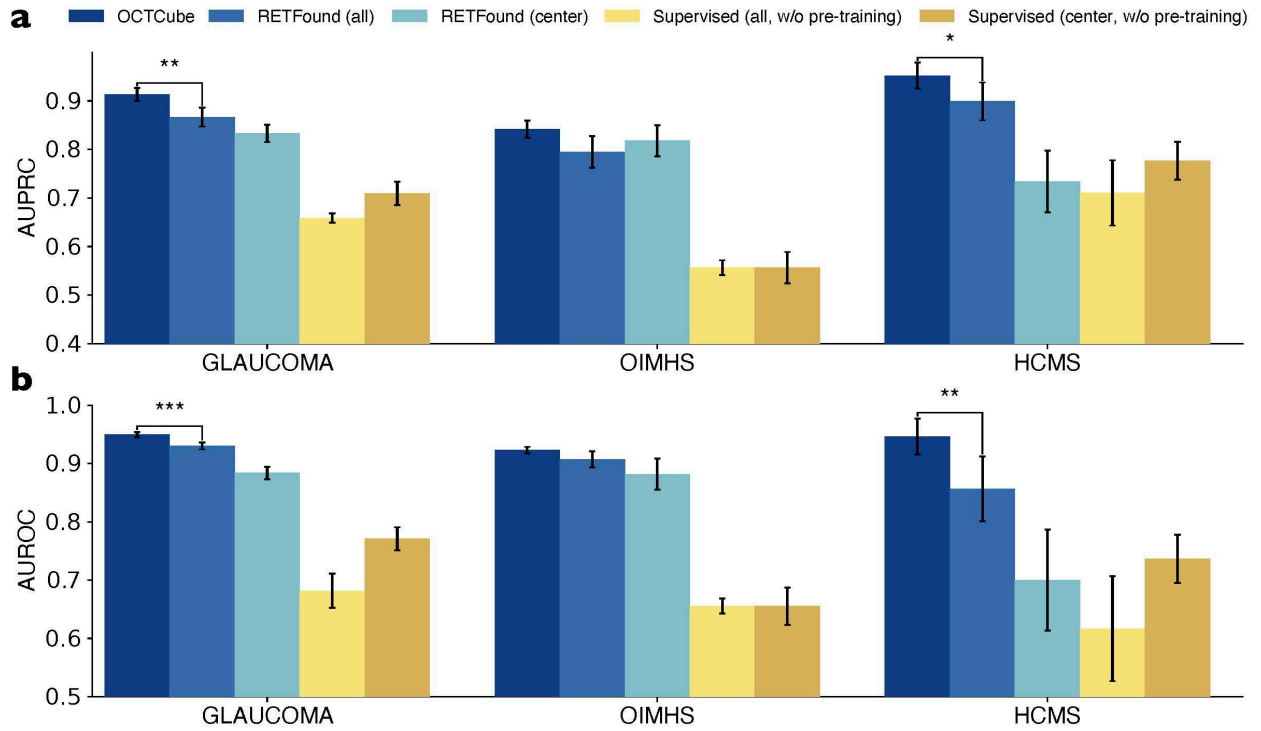 a
OCTCube RETFound (all) RETFound (center) Supervised (all, w/o pre-training) Supervised (center, w/o pre-training)
** *
0.9
0.8
0.7
0.6
0.5
0.4
AUPRC
GLAUCOMA OIMHS HCMS
b
*** **
1.0
0.9
0.8
0.7
0.6
0.5
AUROC
GLAUCOMA OIMHS HCMS